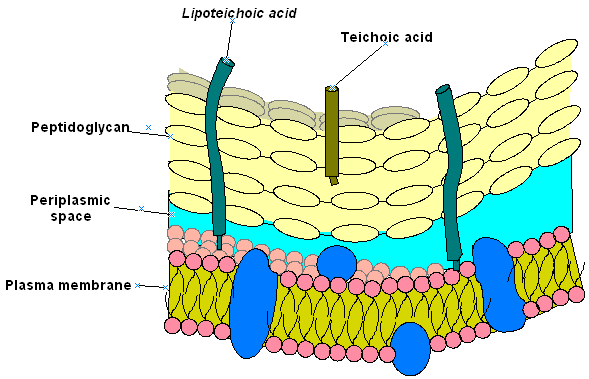 Lipoteichoic acid
Teichoic acid
Peptidoglycan
Periplasmic
space
Plasma membrane